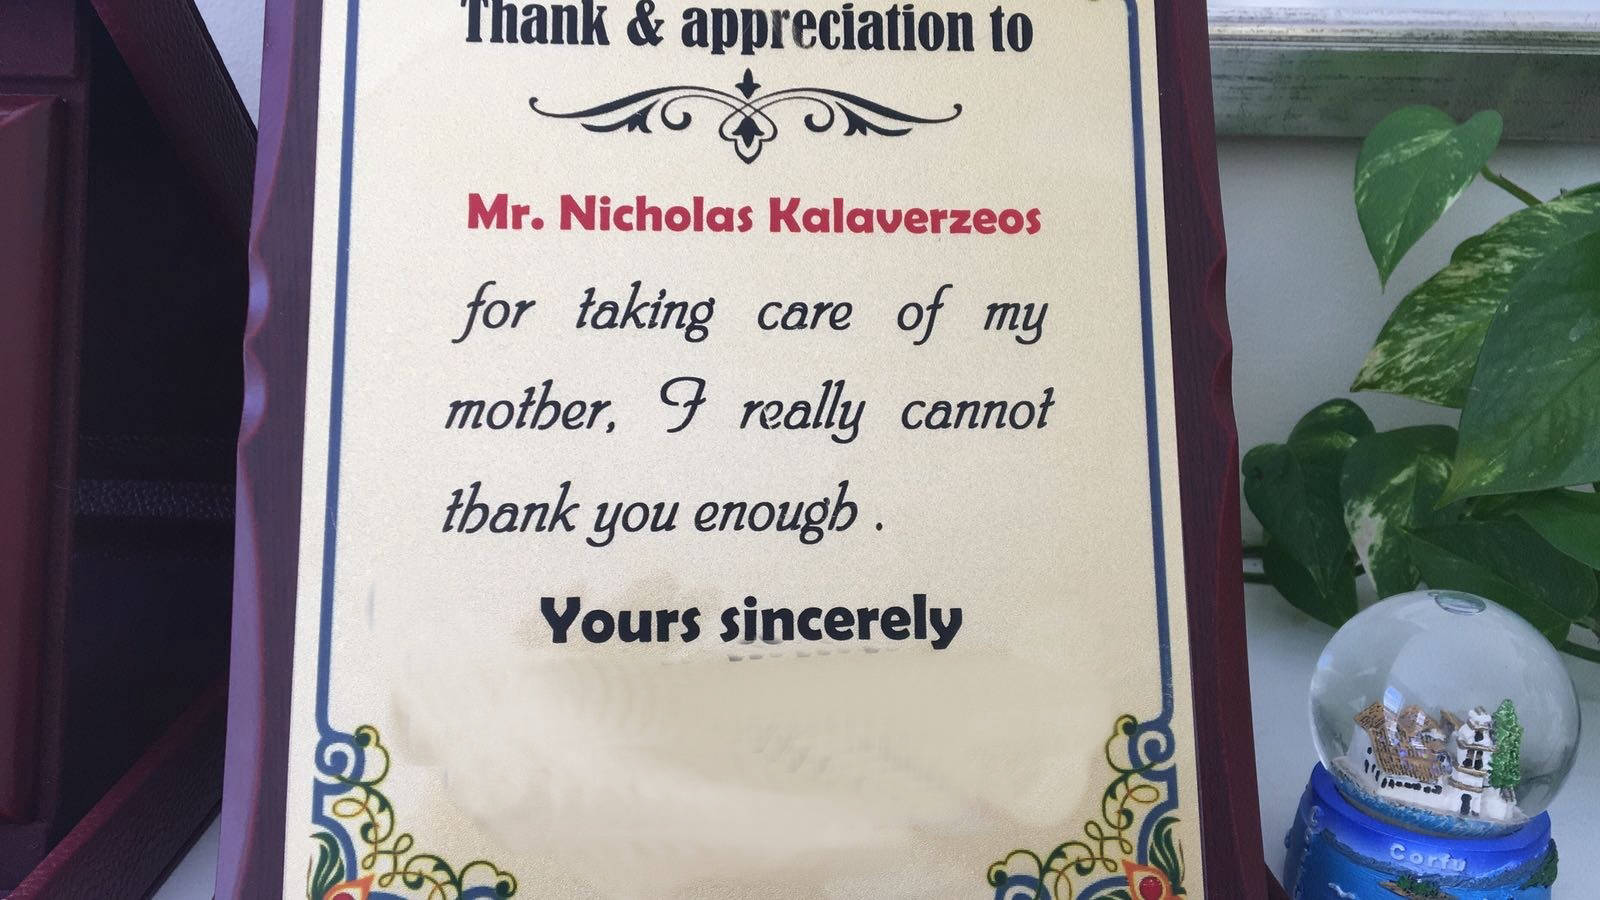 Thank & appreciation to
Mr. Nicholas Kalaverzeos
for taking care of my
mother, I really cannot
thank you enough .
Yours sincerely
Corfu